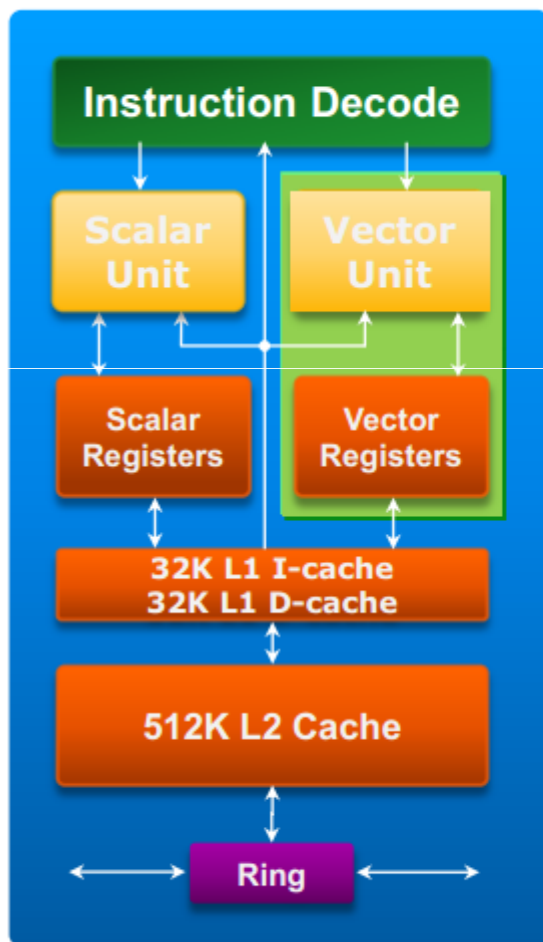 Instruction Decode
Scalar
Unit
Vector
Unit
Scalar
Registers
Vector
Registers
32K L1 I-cache
32K L1 D-cache
512K L2 Cache
Ring